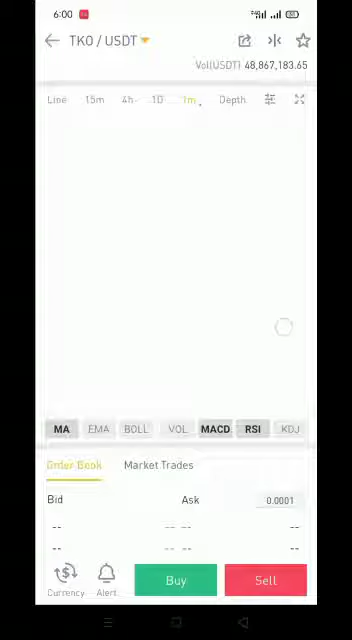 6:00
TKO / USDT
Vol(USDT) 48,867,183.65
Line 15m 4h 1D 1m Depth
MA EMA BOLL VOL MACD RSI KDJ
Order Book Market Trades
Bid Ask 0.0001
-- -- -- --
-- -- -- --
Currency Alert Buy Sell